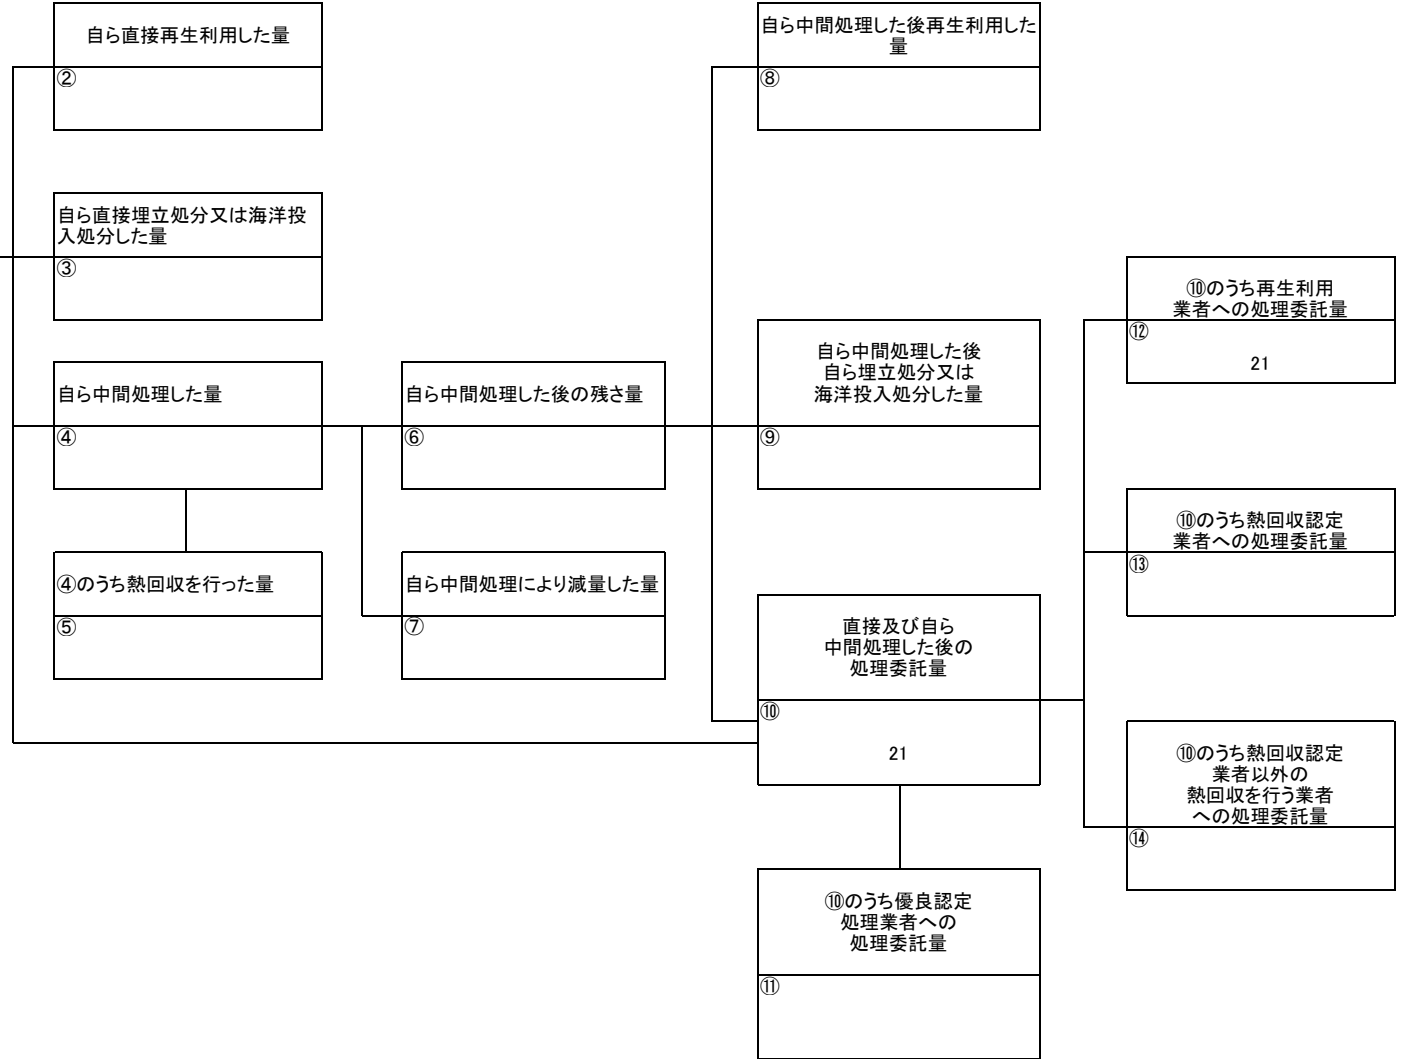 自ら直接再生利用した量
②
自ら直接埋立処分又は海洋投
入処分した量
③
自ら中間処理した量
④
④のうち熱回収を行った量
⑤
自ら中間処理した後の残さ量
⑥
自ら中間処理により減量した量
⑦
自ら中間処理した後再生利用した
量
⑧
自ら中間処理した後
自ら埋立処分又は
海洋投入処分した量
⑨
直接及び自ら
中間処理した後の
処理委託量
⑩
21
⑩のうち優良認定
処理業者への
処理委託量
⑪
⑩のうち再生利用
業者への処理委託量
⑫
21
⑩のうち熱回収認定
業者への処理委託量
⑬
⑩のうち熱回収認定
業者以外の
熱回収を行う業者
への処理委託量
⑭